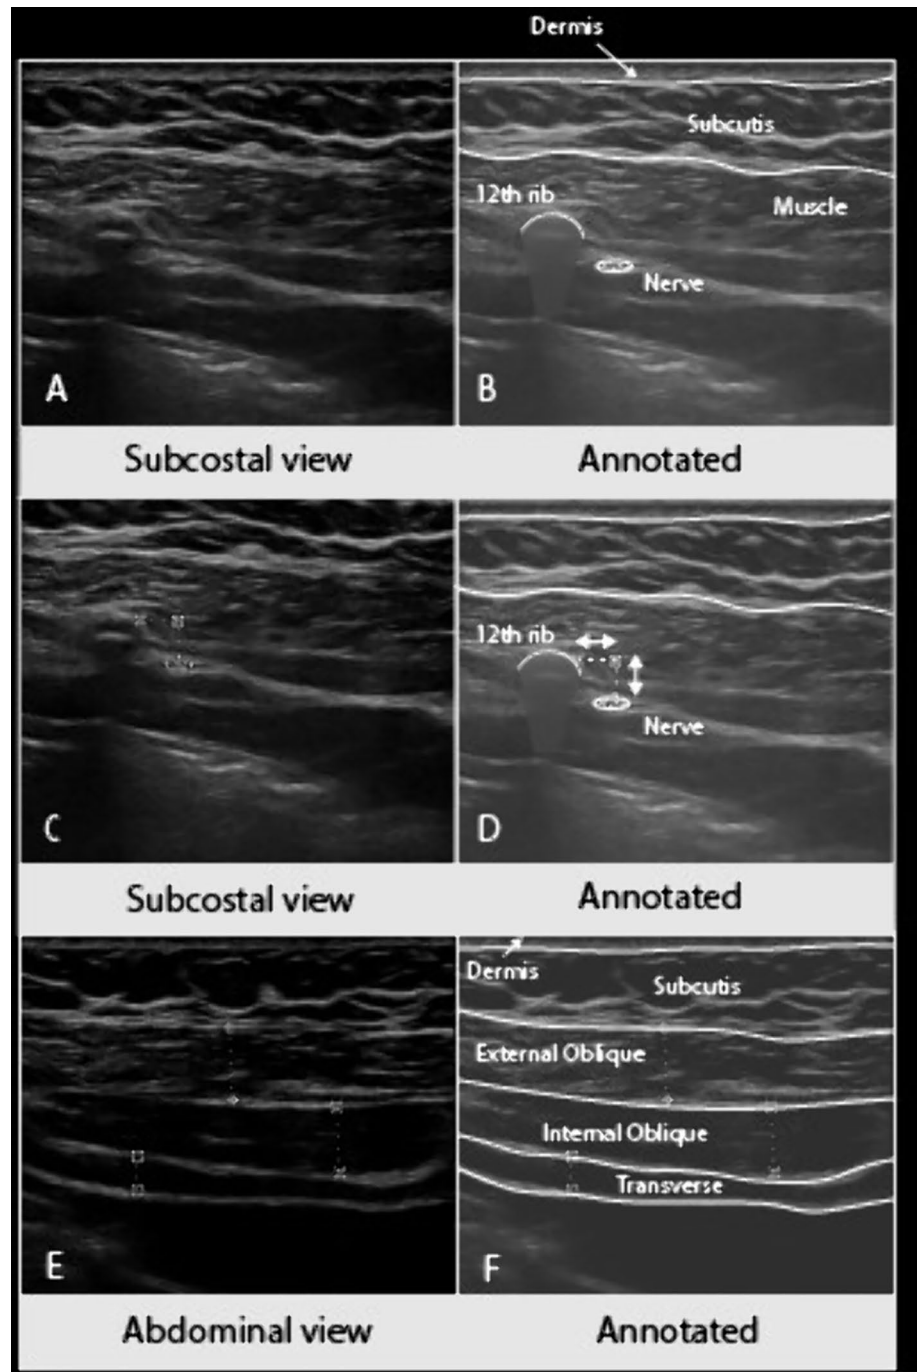 Dermis
Subcutis
12th rib
Muscle
Nerve
A
B
Subcostal view
Annotated
12th rib
Nerve
C
D
Subcostal view
Annotated
Dermis
Subcutis
External Oblique
Internal Oblique
Transverse
E
F
Abdominal view
Annotated